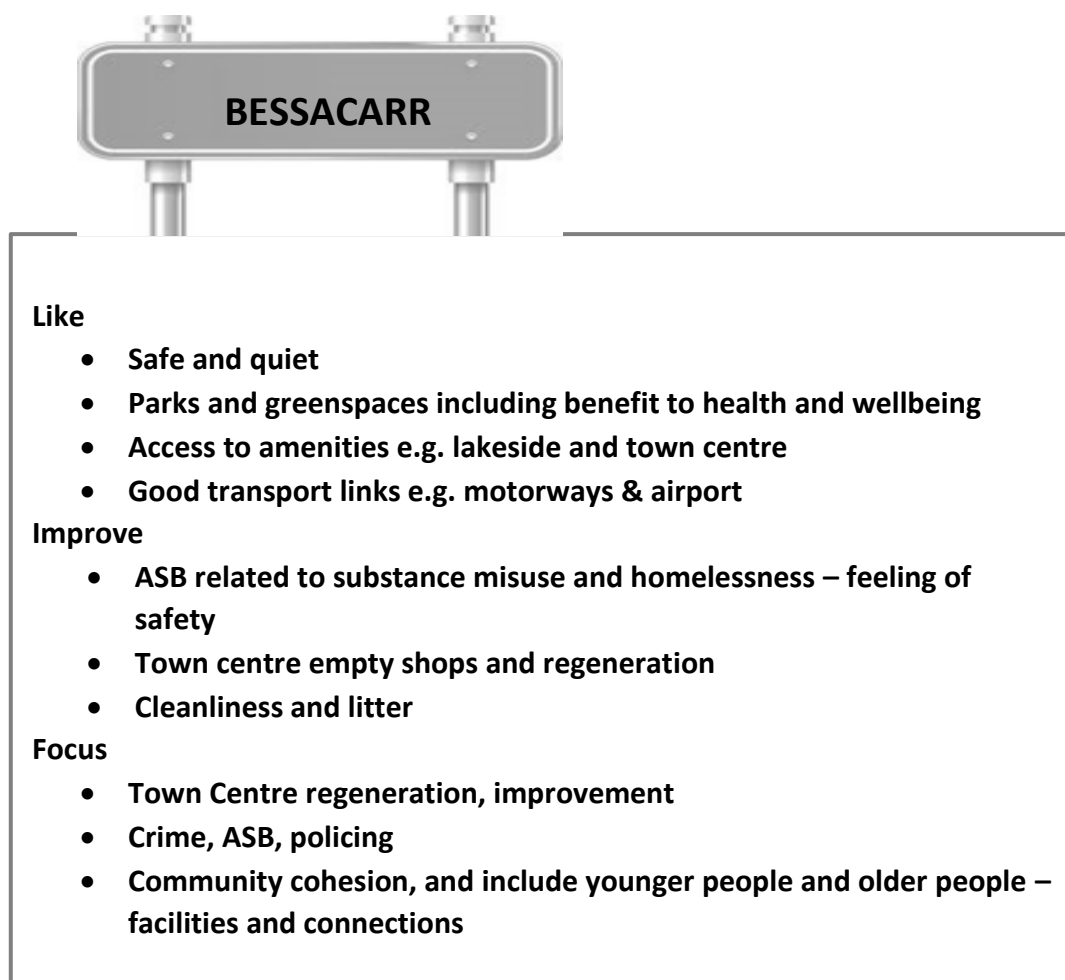 BESSACARR
Like
• Safe and quiet
• Parks and greenspaces including benefit to health and wellbeing
• Access to amenities e.g. lakeside and town centre
• Good transport links e.g. motorways & airport
Improve
• ASB related to substance misuse and homelessness – feeling of
safety
• Town centre empty shops and regeneration
• Cleanliness and litter
Focus
• Town Centre regeneration, improvement
• Crime, ASB, policing
• Community cohesion, and include younger people and older people –
facilities and connections